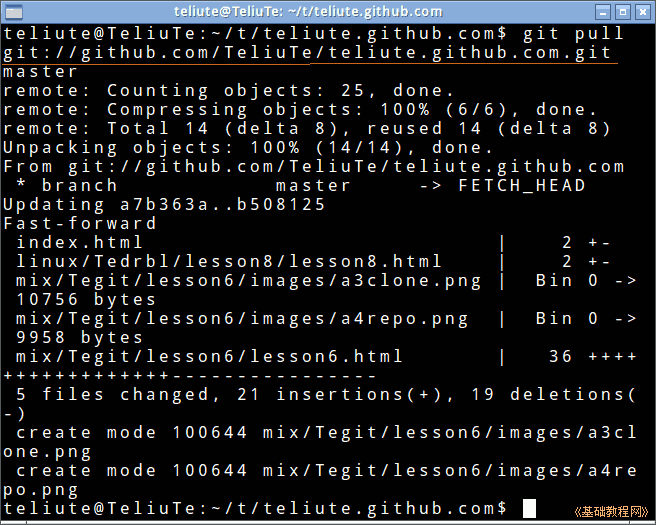 teliute@TeliuTe: ~/t/teliute.github.com
teliute@TeliuTe:~/t/teliute.github.com$ git pull
git://github.com/TeliuTe/teliute.github.com.git
master
remote: Counting objects: 25, done.
remote: Compressing objects: 100% (6/6), done.
remote: Total 14 (delta 8), reused 14 (delta 8)
Unpacking objects: 100% (14/14), done.
From git://github.com/TeliuTe/teliute.github.com
 * branch            master     -> FETCH_HEAD
Updating a7b363a..b508125
Fast-forward
 index.html                         |    2 +-
 linux/Tedrbl/lesson8/lesson8.html    |    2 +-
 mix/Tegit/lesson6/images/a3clone.png |  Bin 0 ->
 10756 bytes
 mix/Tegit/lesson6/images/a4repo.png  |  Bin 0 ->
 9958 bytes
 mix/Tegit/lesson6/lesson6.html       |   36 ++++
+++++++++++++----------------
 5 files changed, 21 insertions(+), 19 deletions(
-)
 create mode 100644 mix/Tegit/lesson6/images/a3cl
one.png
 create mode 100644 mix/Tegit/lesson6/images/a4re
po.png
teliute@TeliuTe:~/t/teliute.github.com$
《基础教程网》